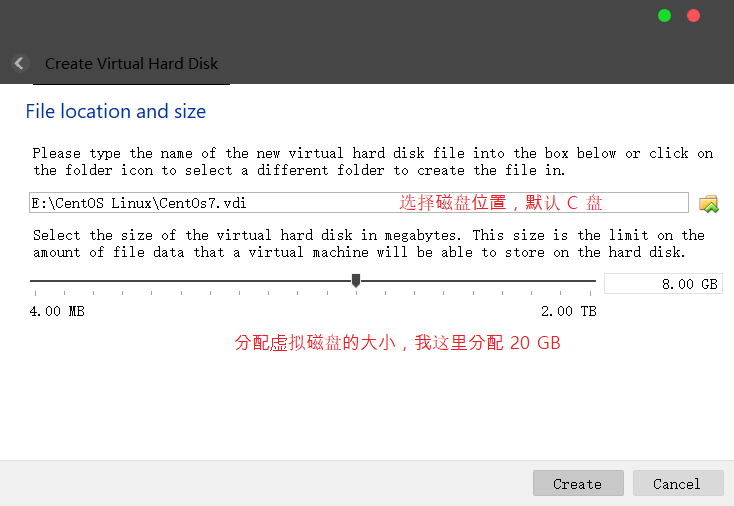 Create Virtual Hard Disk
File location and size
Please type the name of the new virtual hard disk file into the box below or click on
the folder icon to select a different folder to create the file in.
E:\CentOS Linux\CentOs7.vdi
选择磁盘位置，默认 C 盘
Select the size of the virtual hard disk in megabytes. This size is the limit on the
amount of file data that a virtual machine will be able to store on the hard disk.
8.00 GB
4.00 MB
2.00 TB
分配虚拟磁盘的大小，我这里分配 20 GB
Create
Cancel